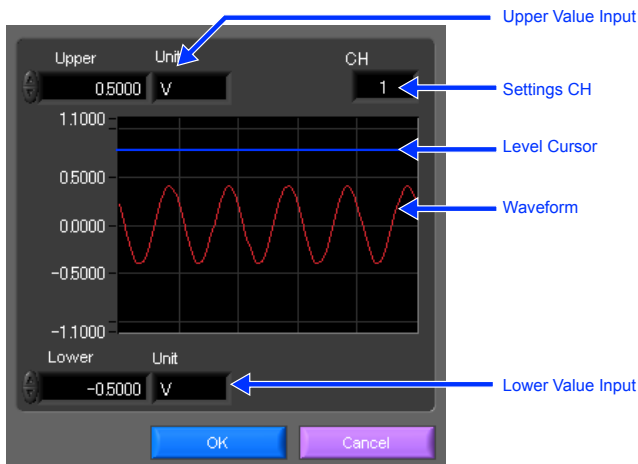 Upper Value Input
Upper Unit CH
0.5000 V 1
Settings CH
1.1000
Level Cursor
0.5000
Waveform
0.0000
-0.5000
-1.1000
Lower Unit
-0.5000 V
Lower Value Input
OK Cancel